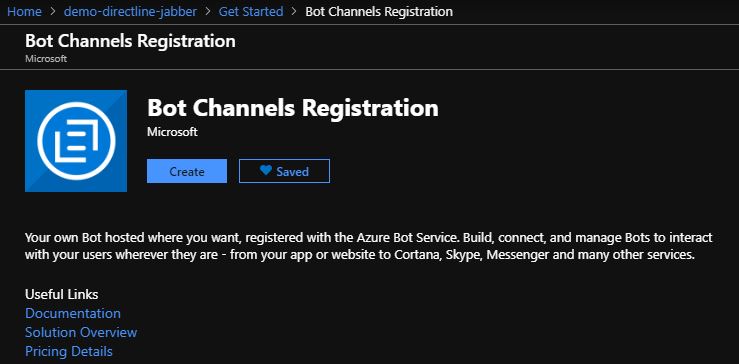 Home > demo-directline-jabber > Get Started > Bot Channels Registration
Bot Channels Registration
Microsoft
Bot Channels Registration
Microsoft
Create Saved
Your own Bot hosted where you want, registered with the Azure Bot Service. Build, connect, and manage Bots to interact
with your users wherever they are - from your app or website to Cortana, Skype, Messenger and many other services.
Useful Links
Documentation
Solution Overview
Pricing Details